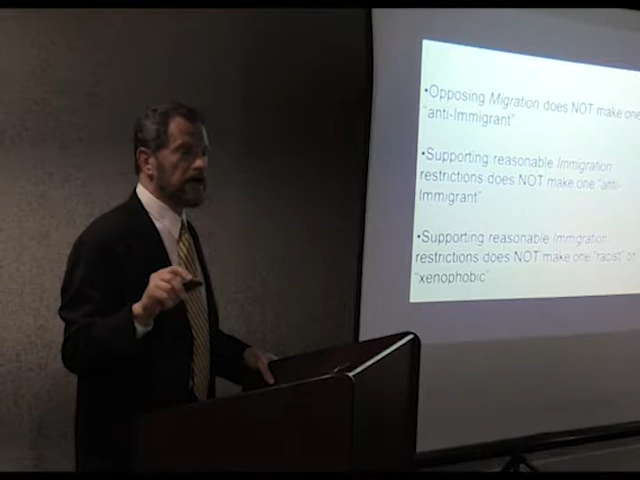 •Opposing Migration does NOT make one
"anti-Immigrant"
•Supporting reasonable Immigration
restrictions does NOT make one "anti-
Immigrant"
•Supporting reasonable Immigration
restrictions does NOT make one "racist" or
"xenophobic"